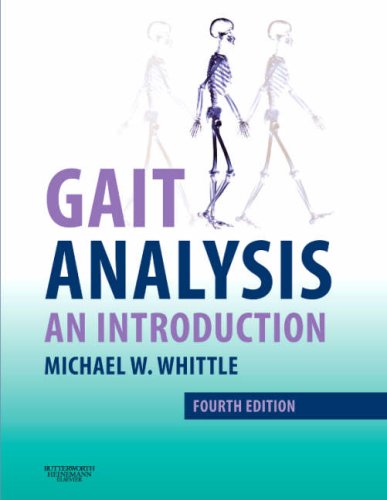 GAIT
ANALYSIS
AN INTRODUCTION
MICHAEL W. WHITTLE
FOURTH EDITION
BUTTERWORTH
HEINEMANN
ELSEVIER